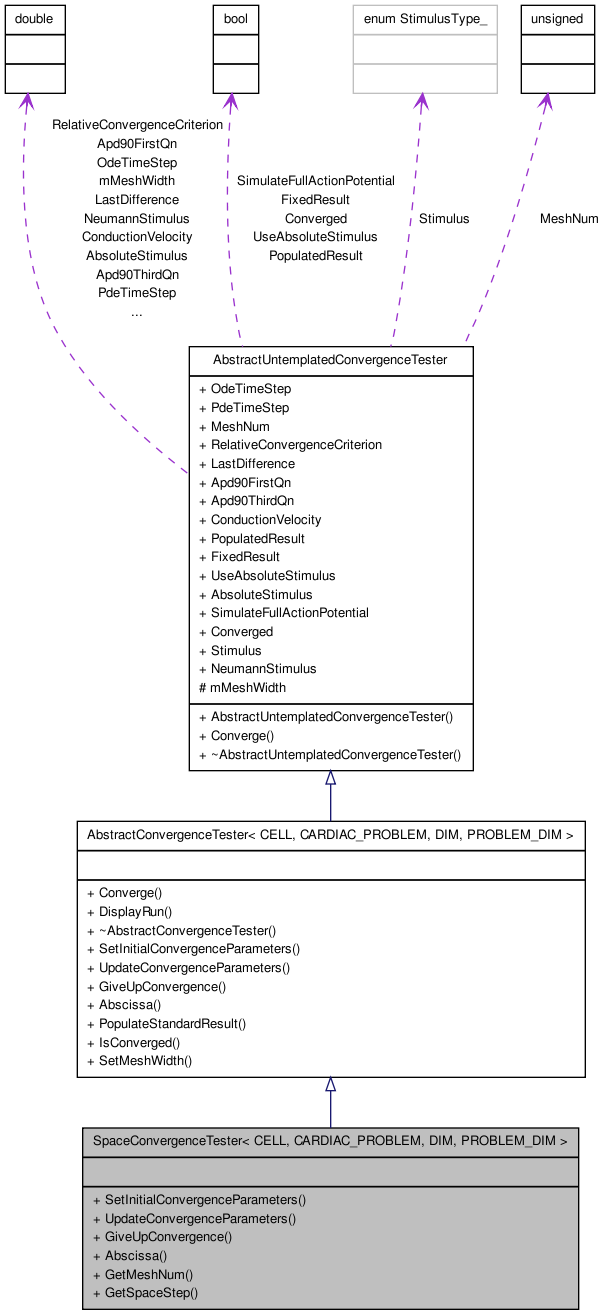 double
bool
enum StimulusType_
unsigned
RelativeConvergenceCriterion
Apd90FirstQn
OdeTimeStep
mMeshWidth
LastDifference
NeumannStimulus
ConductionVelocity
AbsoluteStimulus
Apd90ThirdQn
PdeTimeStep
...
SimulateFullActionPotential
FixedResult
Converged
UseAbsoluteStimulus
PopulatedResult
Stimulus
MeshNum
AbstractUntemplatedConvergenceTester
+ OdeTimeStep
+ PdeTimeStep
+ MeshNum
+ RelativeConvergenceCriterion
+ LastDifference
+ Apd90FirstQn
+ Apd90ThirdQn
+ ConductionVelocity
+ PopulatedResult
+ FixedResult
+ UseAbsoluteStimulus
+ AbsoluteStimulus
+ SimulateFullActionPotential
+ Converged
+ Stimulus
+ NeumannStimulus
# mMeshWidth
+ AbstractUntemplatedConvergenceTester()
+ Converge()
+ ~AbstractUntemplatedConvergenceTester()
AbstractConvergenceTester< CELL, CARDIAC_PROBLEM, DIM, PROBLEM_DIM >
+ Converge()
+ DisplayRun()
+ ~AbstractConvergenceTester()
+ SetInitialConvergenceParameters()
+ UpdateConvergenceParameters()
+ GiveUpConvergence()
+ Abscissa()
+ PopulateStandardResult()
+ IsConverged()
+ SetMeshWidth()
SpaceConvergenceTester< CELL, CARDIAC_PROBLEM, DIM, PROBLEM_DIM >
+ SetInitialConvergenceParameters()
+ UpdateConvergenceParameters()
+ GiveUpConvergence()
+ Abscissa()
+ GetMeshNum()
+ GetSpaceStep()